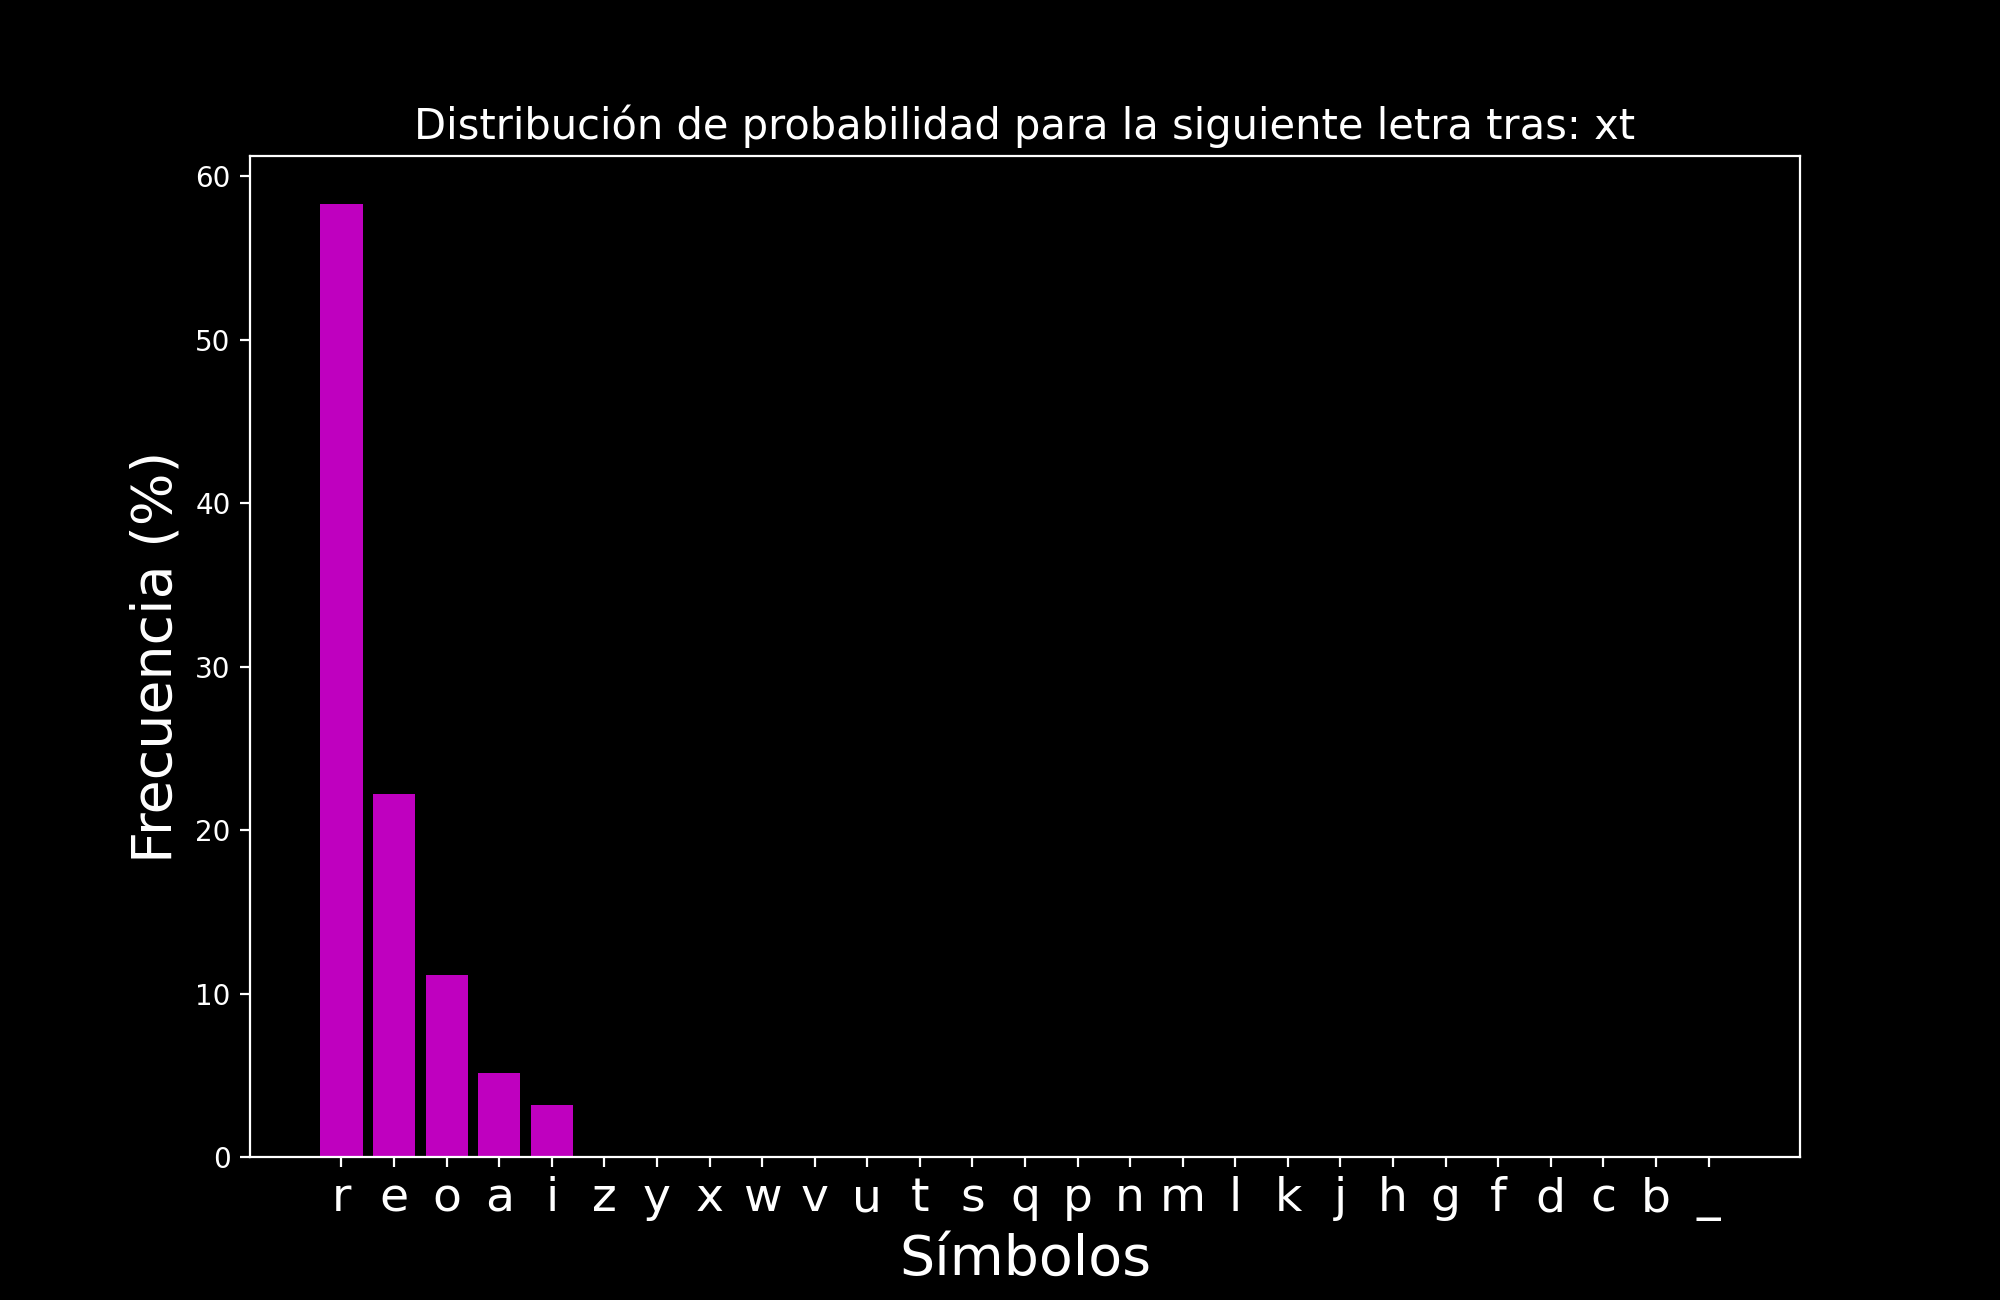 Distribución de probabilidad para la siguiente letra tras: xt
60
50
40
30
20
10
0
Frecuencia (%)
r e o a i z y x w v u t s q p n m l k j h g f d c b _
Símbolos